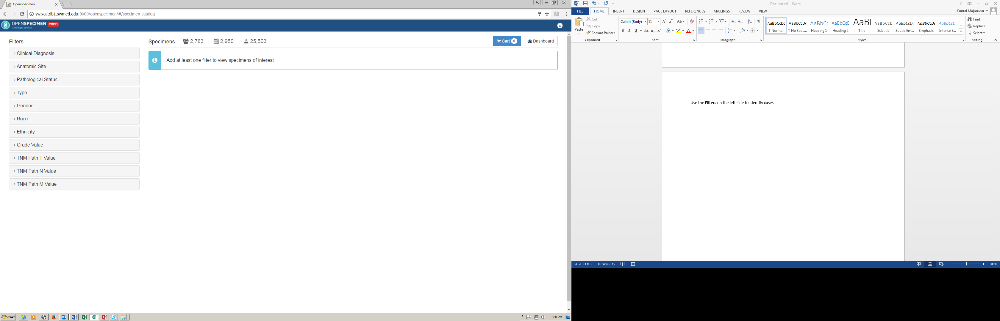 OpenSpecimen
swlxcatdb1.swmed.edu:8080/openspecimen/#/specimen-catalog
OPENSPECIMEN PROD
a krishagni product
Filters
Clinical Diagnosis
Anatomic Site
Pathological Status
Type
Gender
Race
Ethnicity
Grade Value
TNM Path T Value
TNM Path N Value
TNM Path M Value
Specimens 2,783 2,950 25,503
Cart 0 Dashboard
Add at least one filter to view specimens of interest
Start
3:08 PM
Document1 - Word
FILE HOME INSERT DESIGN PAGE LAYOUT REFERENCES MAILINGS REVIEW VIEW
Kuntal Majmudar
Paste
Cut
Copy
Format Painter
Clipboard
Calibri (Body) 11
Font
Paragraph
AaBbCcDc AaBbCcDc AaBbCc AaBbCcE AaBl AaBbCcE AaBbCcDc AaBbCcDc AaBbCcDc
¶ Normal ¶ No Spac... Heading 1 Heading 2 Title Subtitle Subtle Em... Emphasis Intense E...
Styles
Find
Replace
Select
Editing
Use the Filters on the left side to identify cases
PAGE 2 OF 2 49 WORDS
100%